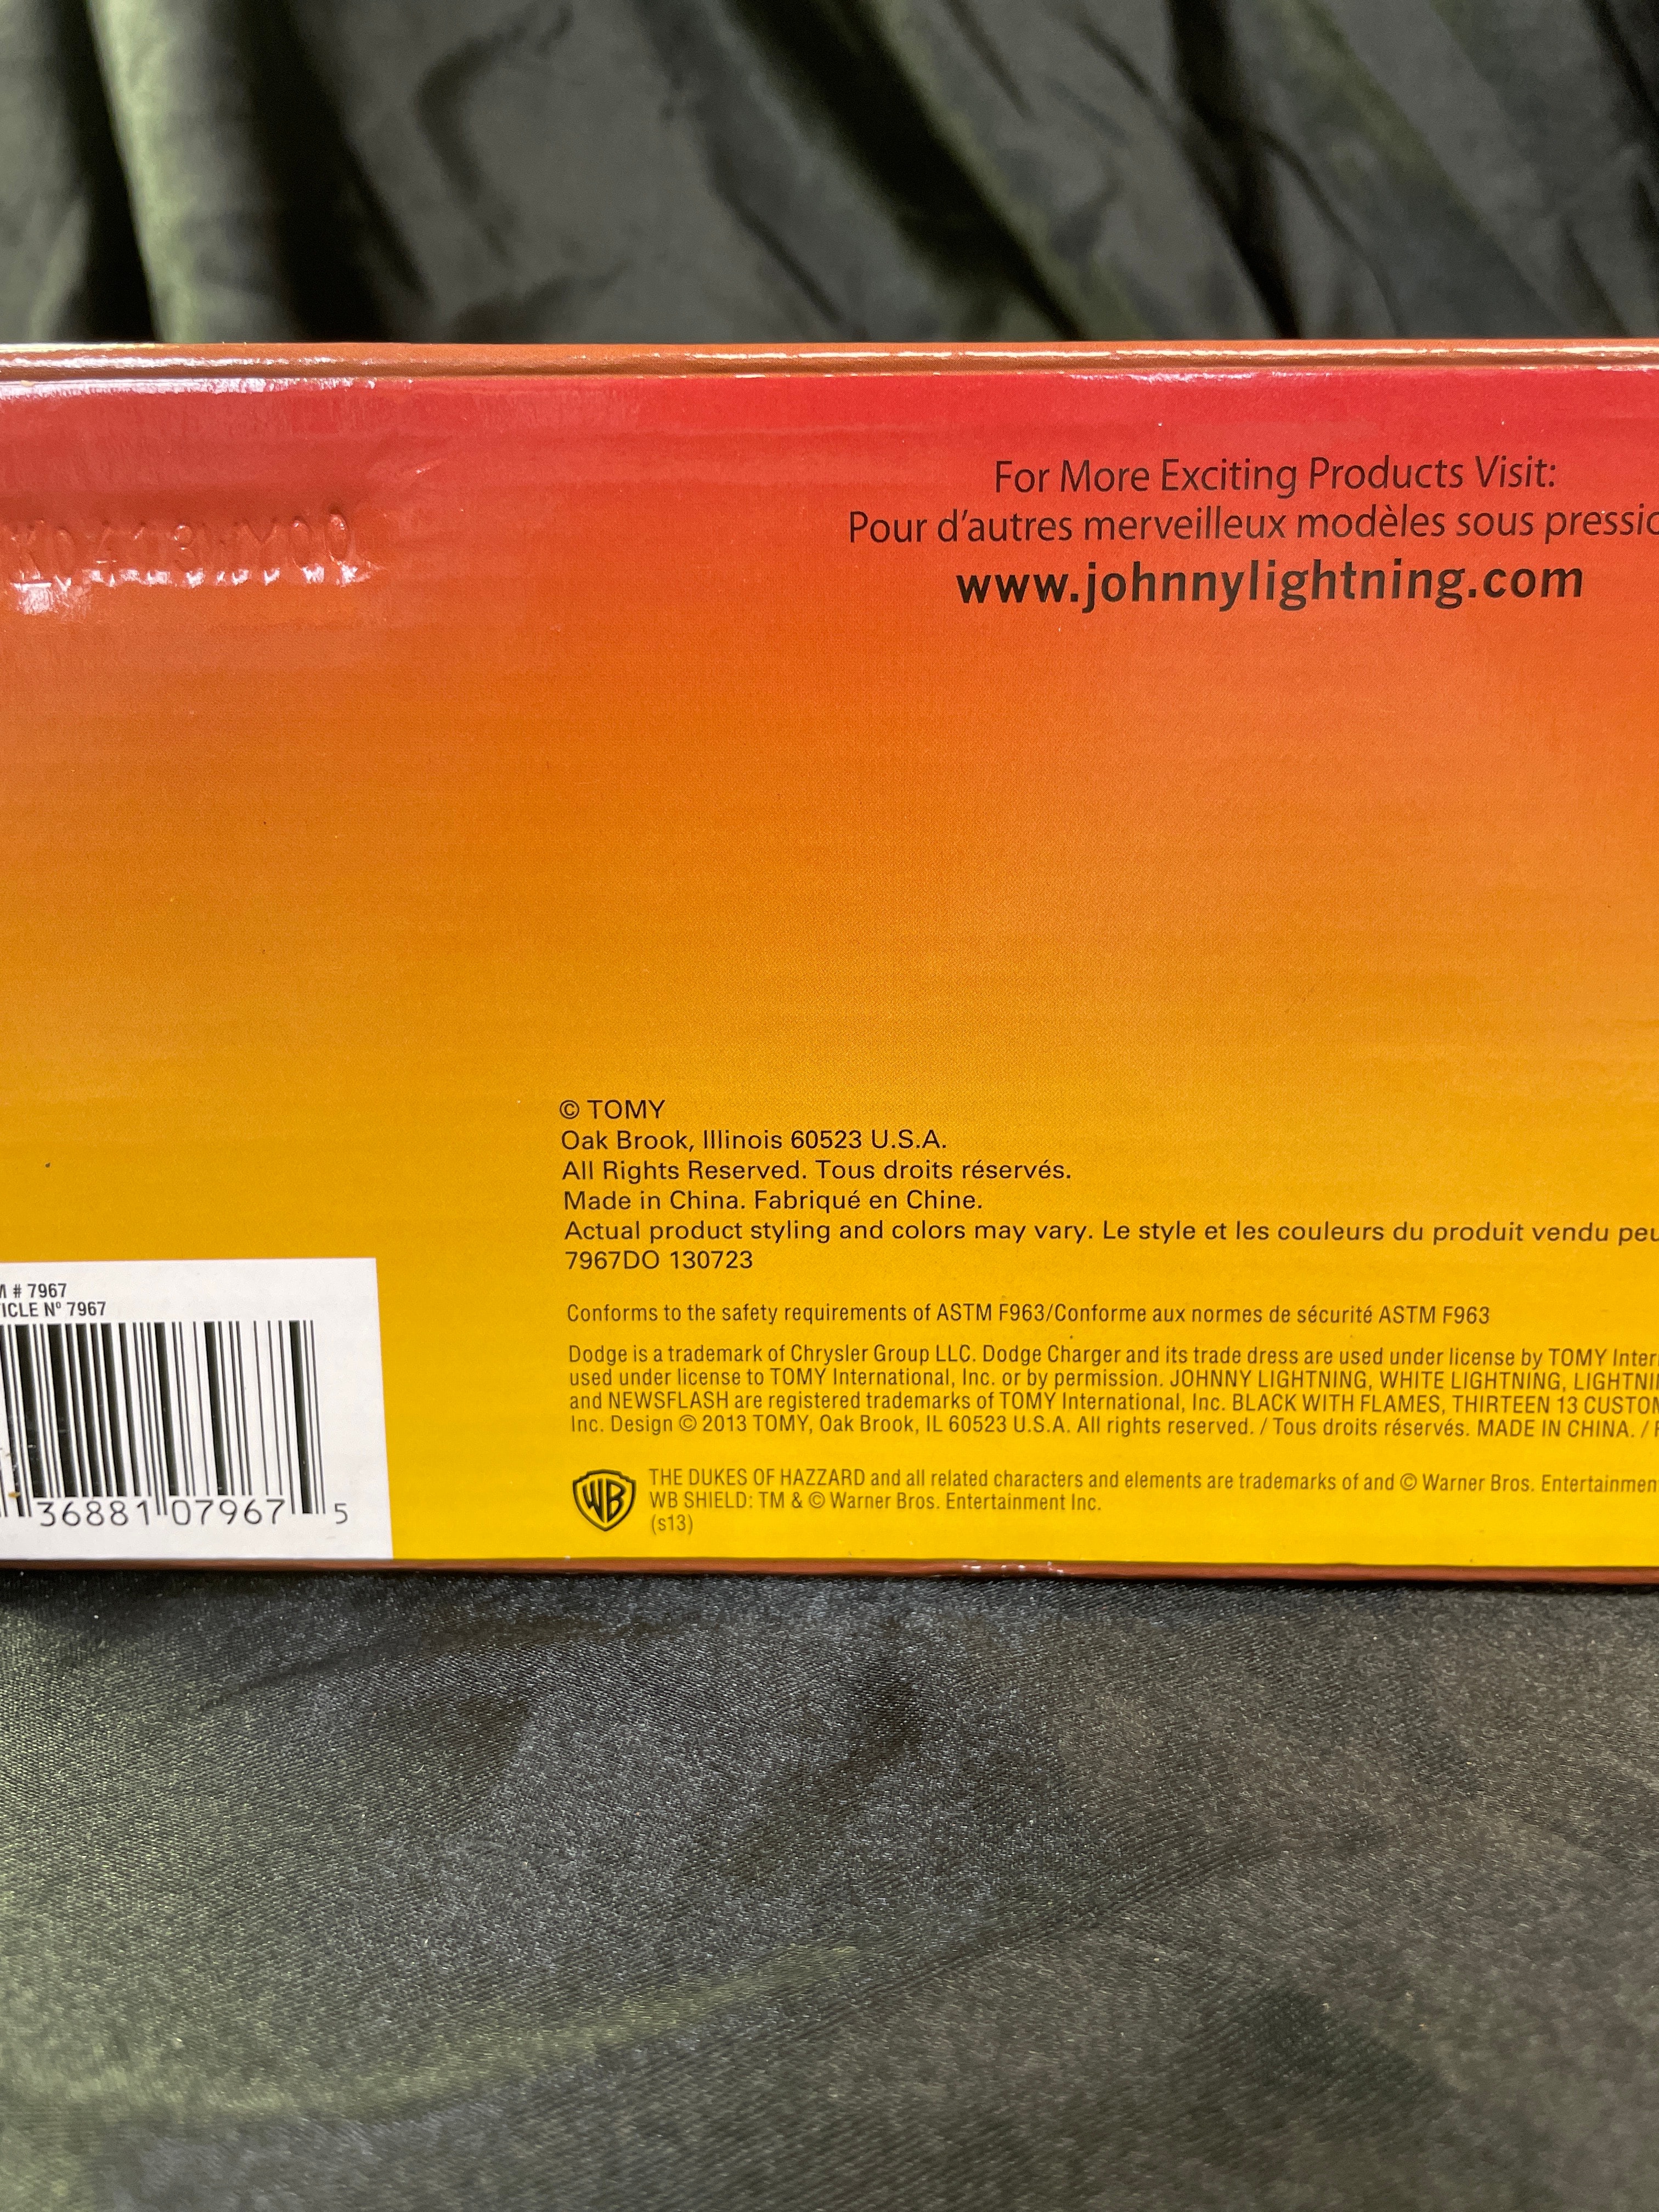 For More Exciting Products Visit:
Pour d'autres merveilleux modèles sous
www.johnnylightning.com
© TOMY
Oak Brook, Illinois 60523 U.S.A.
All Rights Reserved. Tous droits réservés.
Made in China. Fabriqué en Chine.
Actual product styling and colors may vary. Le style et les couleurs du produit vendu
7967DO 130723
# 7967
Nº 7967
36881 07967 5
Conforms to the safety requirements of ASTM F963/Conforme aux normes de sécurité ASTM F963
Dodge is a trademark of Chrysler Group LLC. Dodge Charger and its trade dress are used under license by TOMY
used under license to TOMY International, Inc. or by permission. JOHNNY LIGHTNING, WHITE LIGHTNING,
and NEWSFLASH are registered trademarks of TOMY International, Inc. BLACK WITH FLAMES, THIRTEEN 13
Inc. Design © 2013 TOMY, Oak Brook, IL 60523 U.S.A. All rights reserved. / Tous droits réservés. MADE IN CHINA. /
WB
THE DUKES OF HAZZARD and all related characters and elements are trademarks of and © Warner Bros. Entertainment
WB SHIELD: TM & © Warner Bros. Entertainment Inc.
(s13)